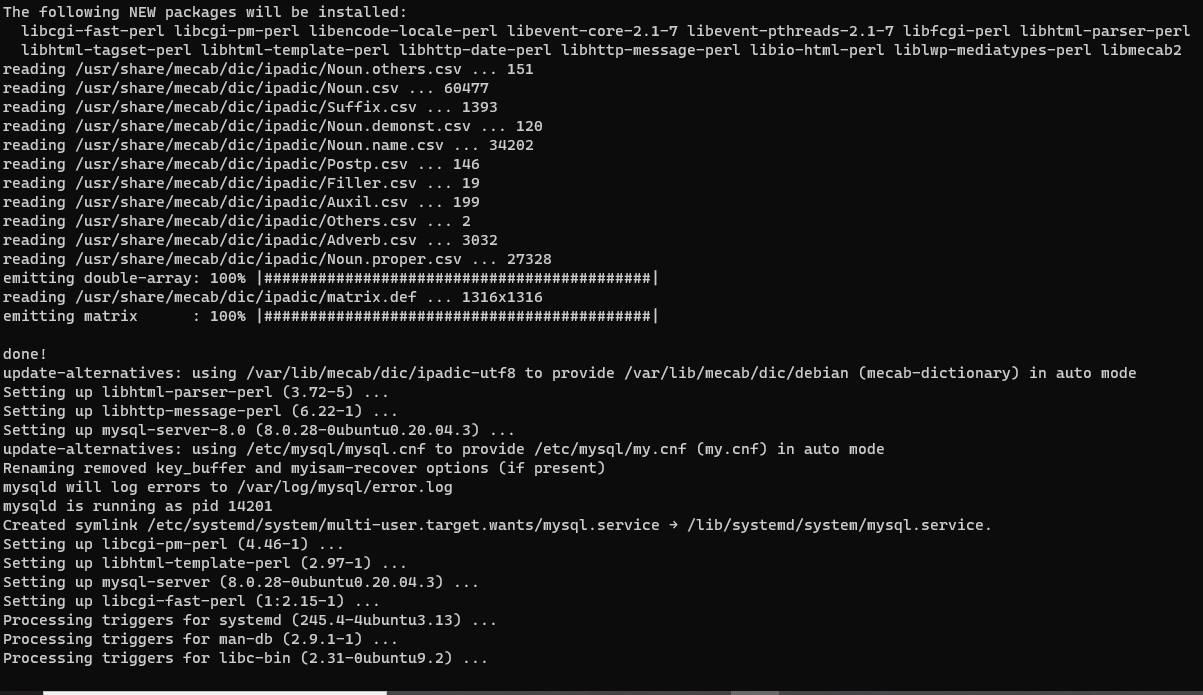 The following NEW packages will be installed:
  libcgi-fast-perl libcgi-pm-perl libencode-locale-perl libevent-core-2.1-7 libevent-pthreads-2.1-7 libfcgi-perl libhtml-parser-perl
  libhtml-tagset-perl libhtml-template-perl libhttp-date-perl libhttp-message-perl libio-html-perl liblwp-mediatypes-perl libmecab2
reading /usr/share/mecab/dic/ipadic/Noun.others.csv ... 151
reading /usr/share/mecab/dic/ipadic/Noun.csv ... 60477
reading /usr/share/mecab/dic/ipadic/Suffix.csv ... 1393
reading /usr/share/mecab/dic/ipadic/Noun.demonst.csv ... 120
reading /usr/share/mecab/dic/ipadic/Noun.name.csv ... 34202
reading /usr/share/mecab/dic/ipadic/Postp.csv ... 146
reading /usr/share/mecab/dic/ipadic/Filler.csv ... 19
reading /usr/share/mecab/dic/ipadic/Auxil.csv ... 199
reading /usr/share/mecab/dic/ipadic/Others.csv ... 2
reading /usr/share/mecab/dic/ipadic/Adverb.csv ... 3032
reading /usr/share/mecab/dic/ipadic/Noun.proper.csv ... 27328
emitting double-array: 100% |###########################################|
reading /usr/share/mecab/dic/ipadic/matrix.def ... 1316x1316
emitting matrix      : 100% |###########################################|

done!
update-alternatives: using /var/lib/mecab/dic/ipadic-utf8 to provide /var/lib/mecab/dic/debian (mecab-dictionary) in auto mode
Setting up libhtml-parser-perl (3.72-5) ...
Setting up libhttp-message-perl (6.22-1) ...
Setting up mysql-server-8.0 (8.0.28-0ubuntu0.20.04.3) ...
update-alternatives: using /etc/mysql/mysql.cnf to provide /etc/mysql/my.cnf (my.cnf) in auto mode
Renaming removed key_buffer and myisam-recover options (if present)
mysqld will log errors to /var/log/mysql/error.log
mysqld is running as pid 14201
Created symlink /etc/systemd/system/multi-user.target.wants/mysql.service → /lib/systemd/system/mysql.service.
Setting up libcgi-pm-perl (4.46-1) ...
Setting up libhtml-template-perl (2.97-1) ...
Setting up mysql-server (8.0.28-0ubuntu0.20.04.3) ...
Setting up libcgi-fast-perl (1:2.15-1) ...
Processing triggers for systemd (245.4-4ubuntu3.13) ...
Processing triggers for man-db (2.9.1-1) ...
Processing triggers for libc-bin (2.31-0ubuntu9.2) ...